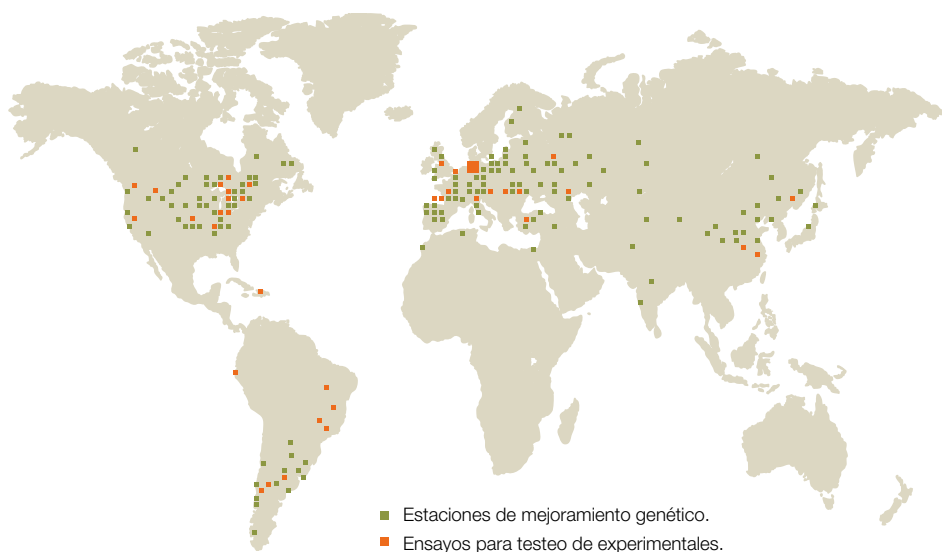 Estaciones de mejoramiento genético.
Ensayos para testeo de experimentales.